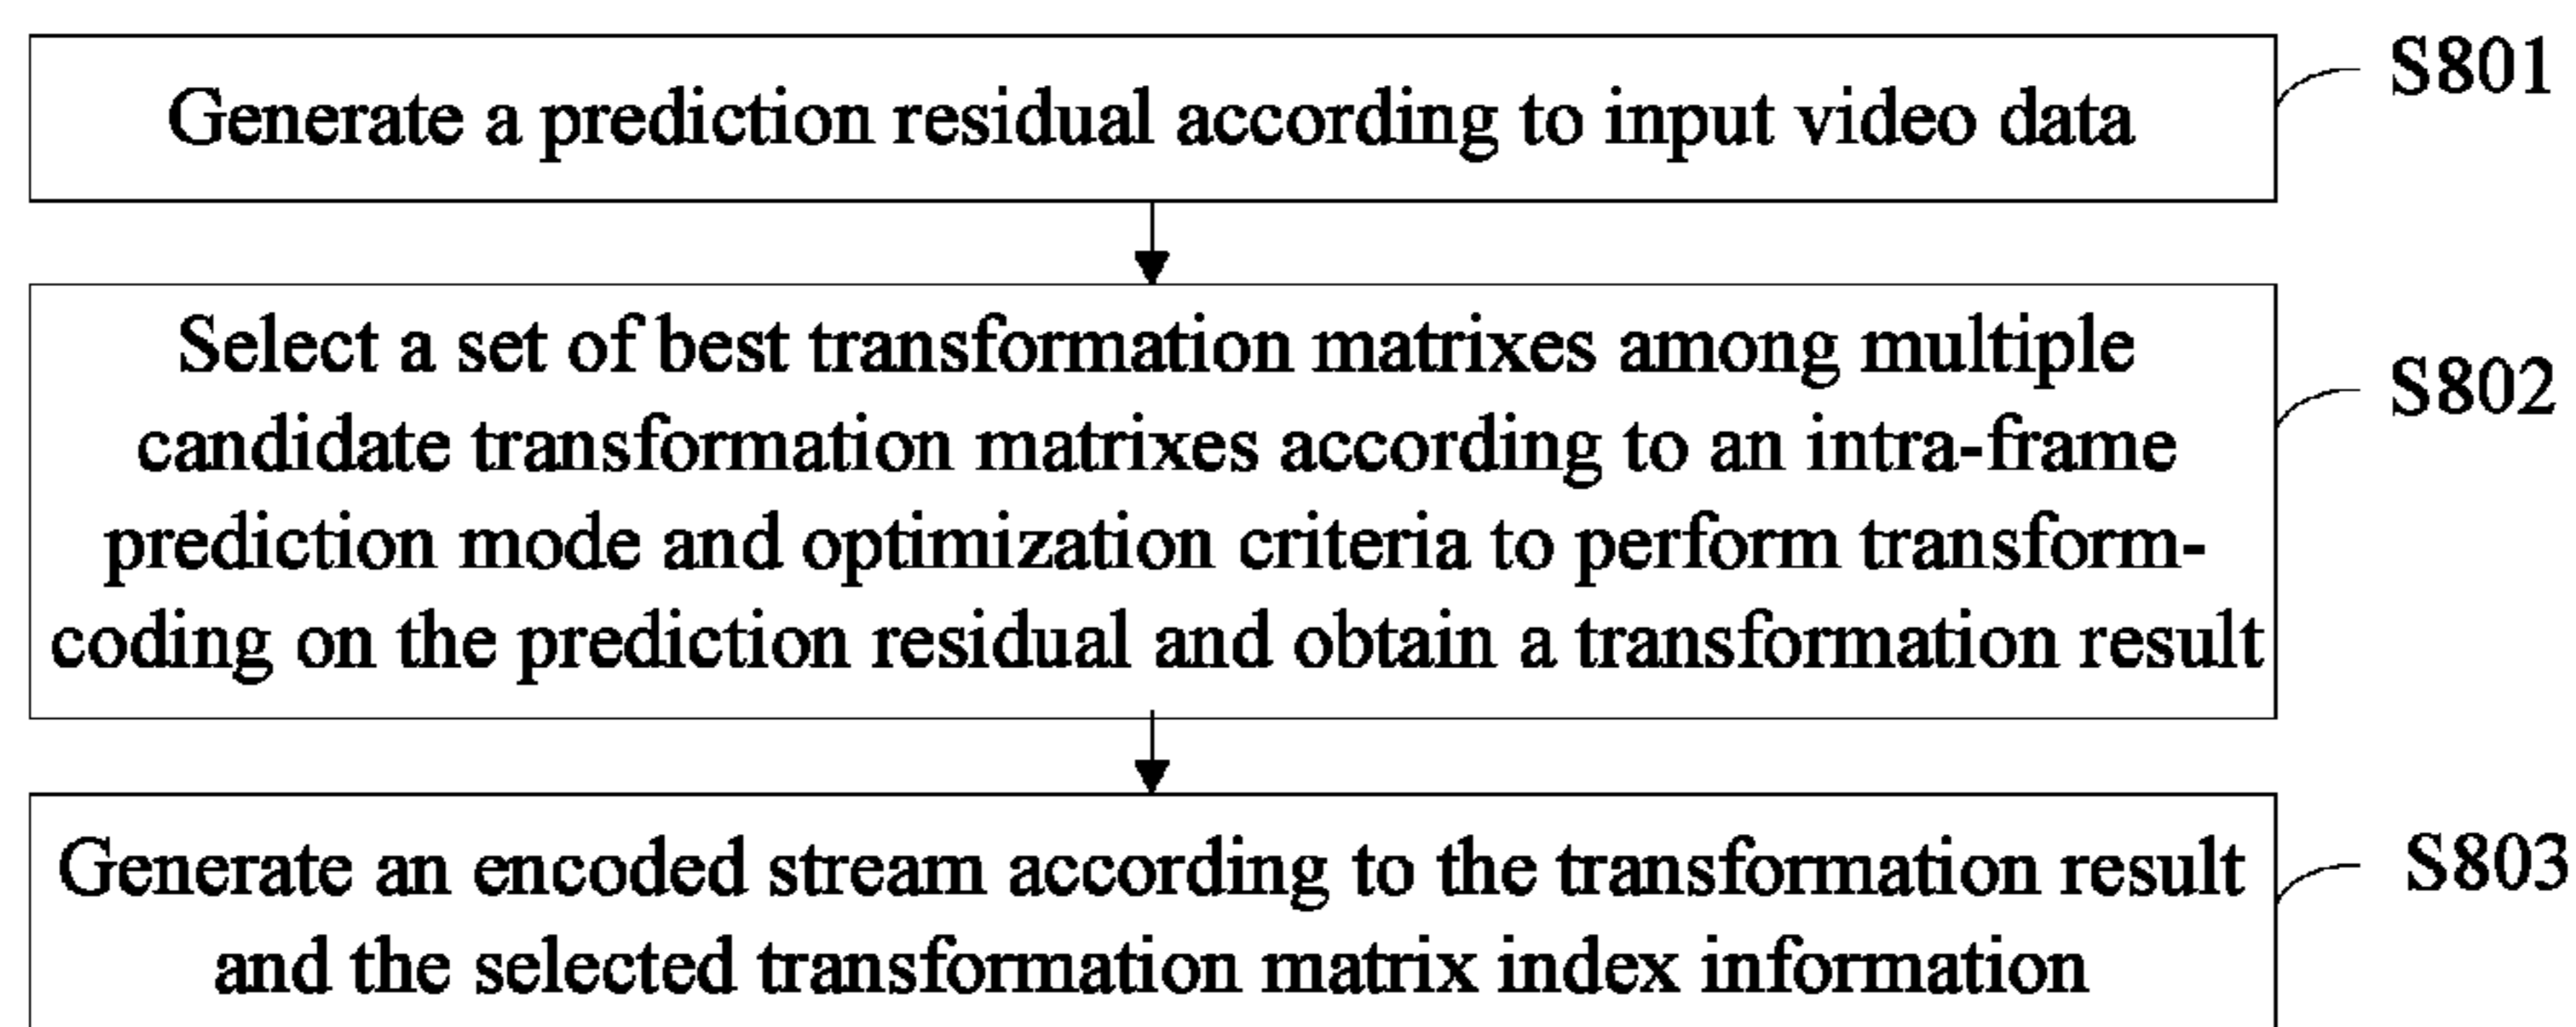 Generate a prediction residual according to input video data
S801
Select a set of best transformation matrixes among multiple
candidate transformation matrixes according to an intra-frame
prediction mode and optimization criteria to perform transform-
coding on the prediction residual and obtain a transformation result
S802
Generate an encoded stream according to the transformation result
and the selected transformation matrix index information
S803